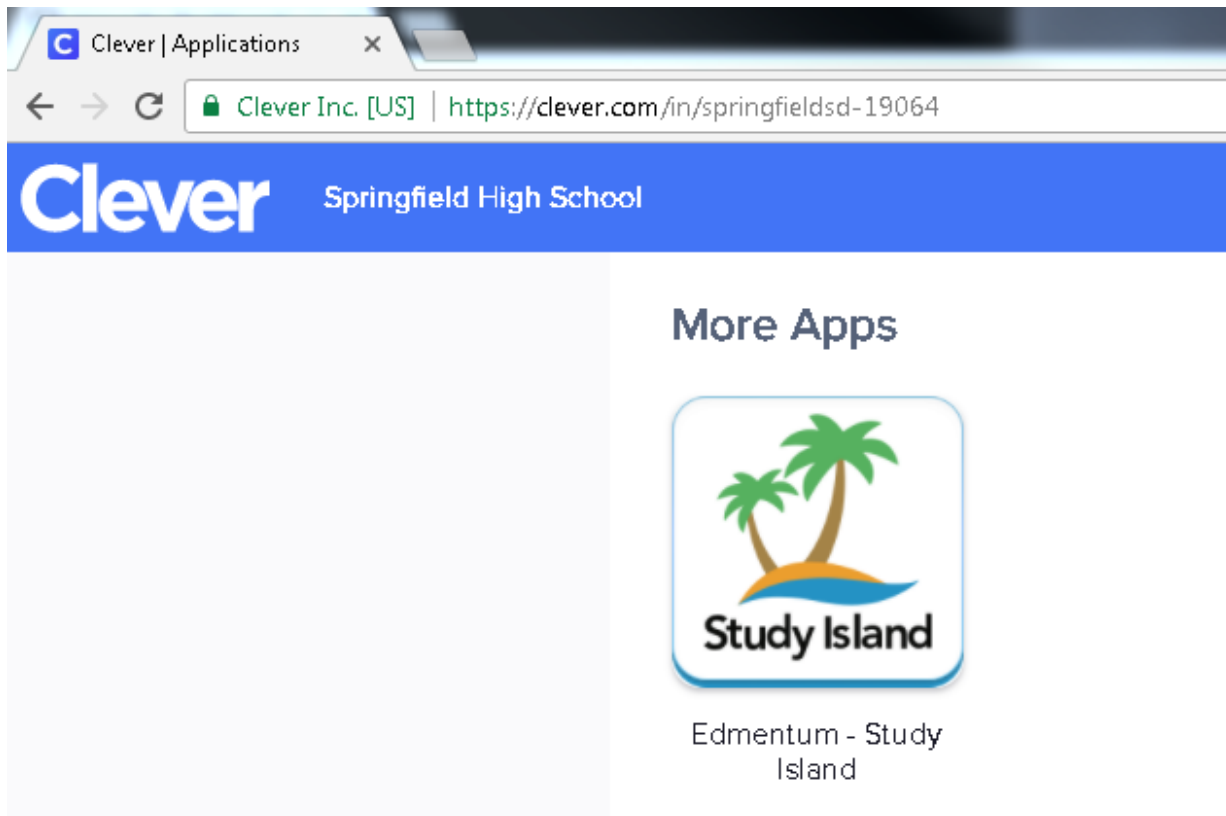 C Clever | Applications ×
Clever Inc. [US] | https://clever.com/in/springfieldsd-19064
Clever Springfield High School
More Apps
Study Island
Edmentum - Study
Island